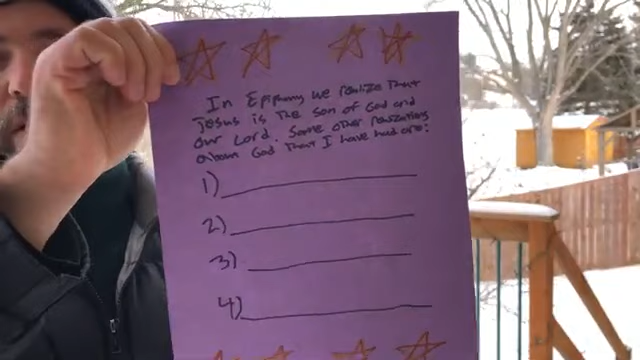 In Epiphany we realize that
Jesus is the son of God and
our Lord. Some other realizations
about God that I have had are:
1)
2)
3)
4)